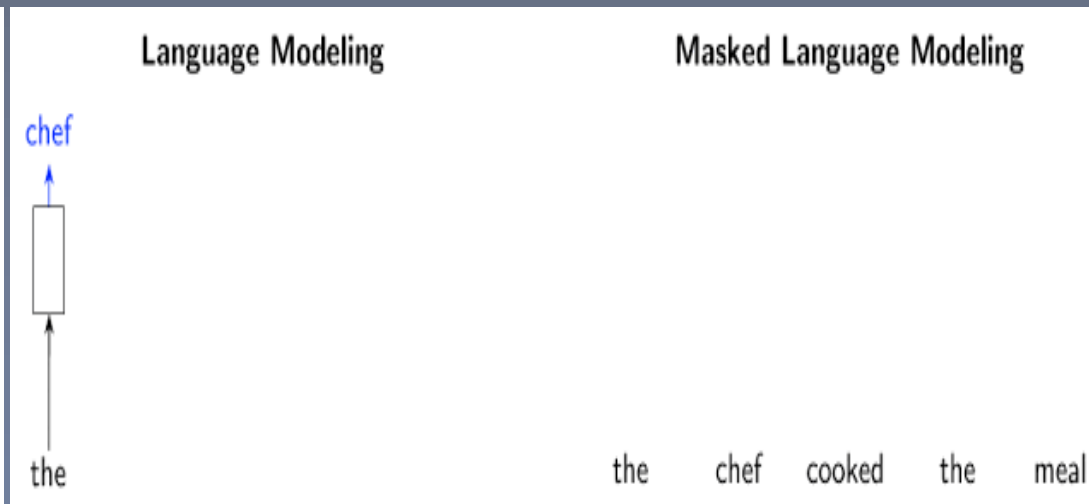 Language Modeling
Masked Language Modeling
chef
the
the chef cooked the meal